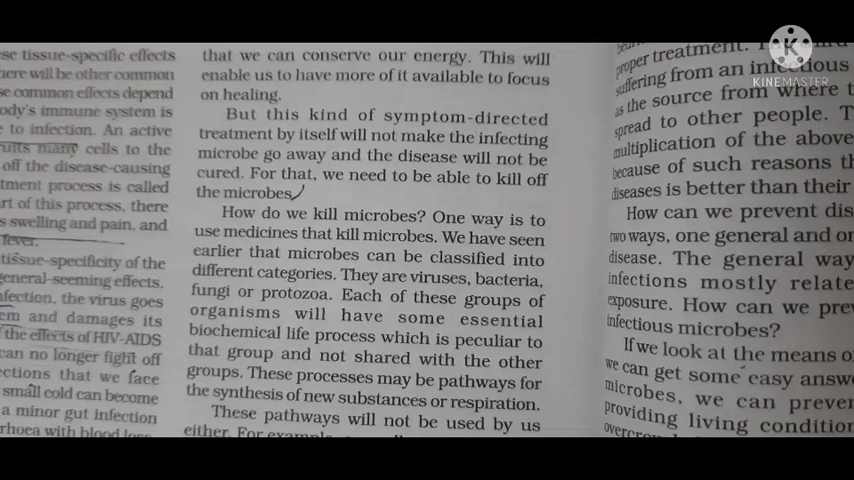 se tissue-specific effects
here will be other common
se common effects depend
ody's immune system is
e to infection. An active
ruits many cells to the
off the disease-causing
tment process is called
art of this process, there
s swelling and pain, and
fever.
tissue-specificity of the
general-seeming effects.
nfection, the virus goes
em and damages its
f the effects of HIV-AIDS
can no longer fight off
ections that we face
small cold can become
a minor gut infection
rrhoea with blood loss
that we can conserve our energy. This will
enable us to have more of it available to focus
on healing.
But this kind of symptom-directed
treatment by itself will not make the infecting
microbe go away and the disease will not be
cured. For that, we need to be able to kill off
the microbes
How do we kill microbes? One way is to
use medicines that kill microbes. We have seen
earlier that microbes can be classified into
different categories. They are viruses, bacteria,
fungi or protozoa. Each of these groups of
organisms will have some essential
biochemical life process which is peculiar to
that group and not shared with the other
groups. These processes may be pathways for
the synthesis of new substances or respiration.
These pathways will not be used by us
either. For example,
proper treatment.
suffering from an infectious
as the source from where t
spread to other people. T
multiplication of the above
because of such reasons th
diseases is better than their
How can we prevent dis
two ways, one general and on
disease. The general way
infections mostly relate
exposure. How can we prev
infectious microbes?
If we look at the means o
we can get some easy answe
microbes, we can preven
providing living condition
overcrow
K
KINEMASTER